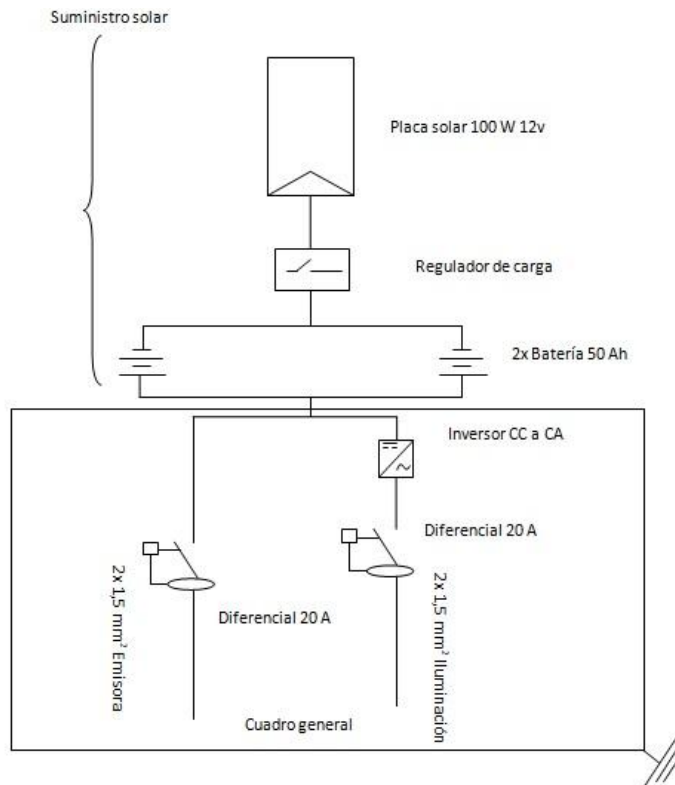 Suministro solar
Placa solar 100 W 12v
Regulador de carga
2x Batería 50 Ah
Inversor CC a CA
Diferencial 20 A
Diferencial 20 A
2x 1,5 mm² Emisora
2x 1,5 mm² Iluminación
Cuadro general